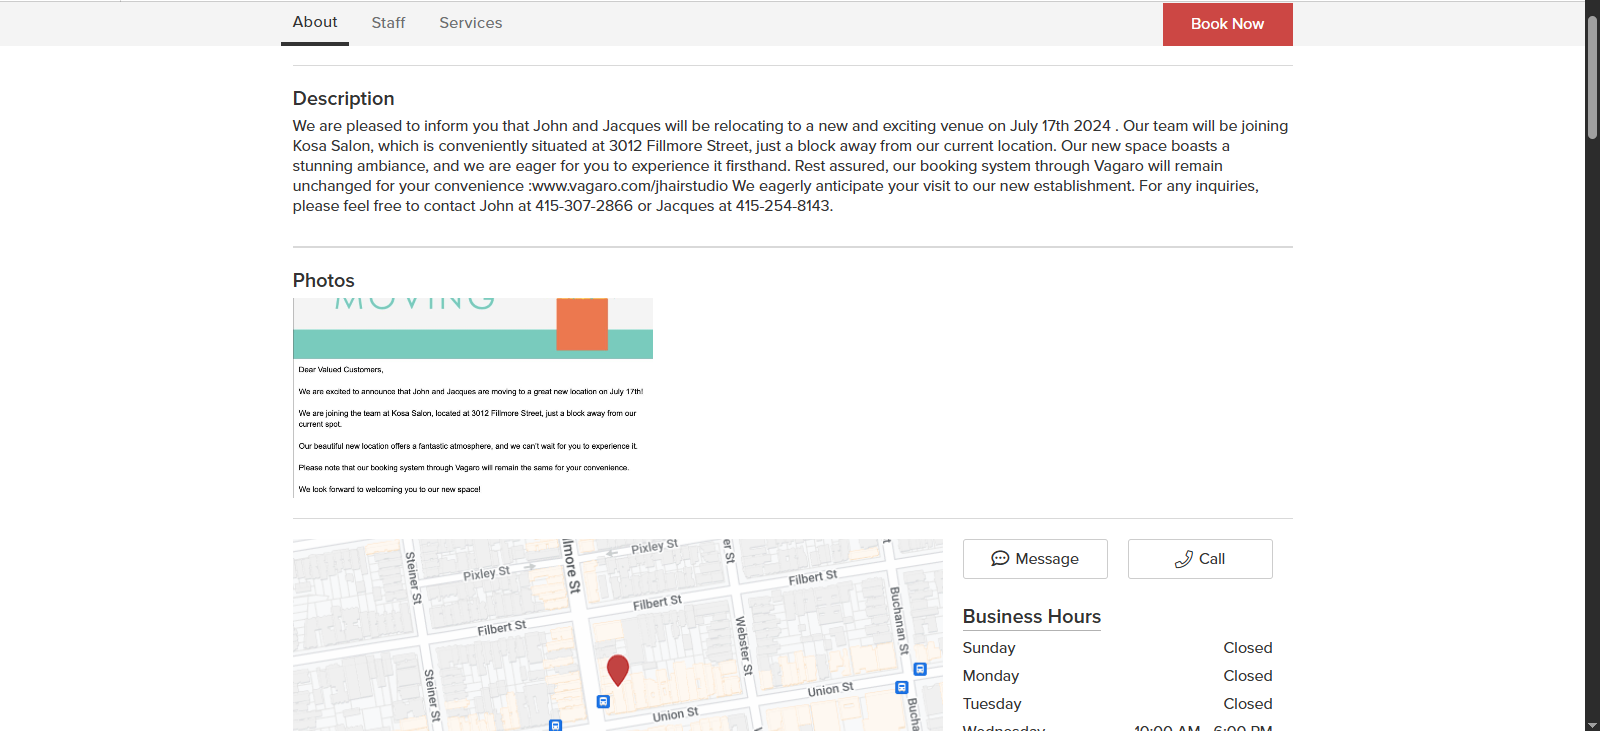 About
Staff
Services
Book Now
Description
We are pleased to inform you that John and Jacques will be relocating to a new and exciting venue on July 17th 2024 . Our team will be joining
Kosa Salon, which is conveniently situated at 3012 Fillmore Street, just a block away from our current location. Our new space boasts a
stunning ambiance, and we are eager for you to experience it firsthand. Rest assured, our booking system through Vagaro will remain
unchanged for your convenience :www.vagaro.com/jhairstudio We eagerly anticipate your visit to our new establishment. For any inquiries,
please feel free to contact John at 415-307-2866 or Jacques at 415-254-8143.
Photos
MOVING
Dear Valued Customers,
We are excited to announce that John and Jacques are moving to a great new location on July 17th!
We are joining the team at Kosa Salon, located at 3012 Fillmore Street, just a block away from our
current spot.
Our beautiful new location offers a fantastic atmosphere, and we can't wait for you to experience it.
Please note that our booking system through Vagaro will remain the same for your convenience.
We look forward to welcoming you to our new space!
Steiner St
Pixley St
lmore St
Pixley St
er St
Filbert St
Filbert St
Filbert St
Buchanan St
Webster St
Steiner St
Union St
Union St
Bucha
Message
Call
Business Hours
Sunday Closed
Monday Closed
Tuesday Closed
Wednesday 10:00 AM - 6:00 PM